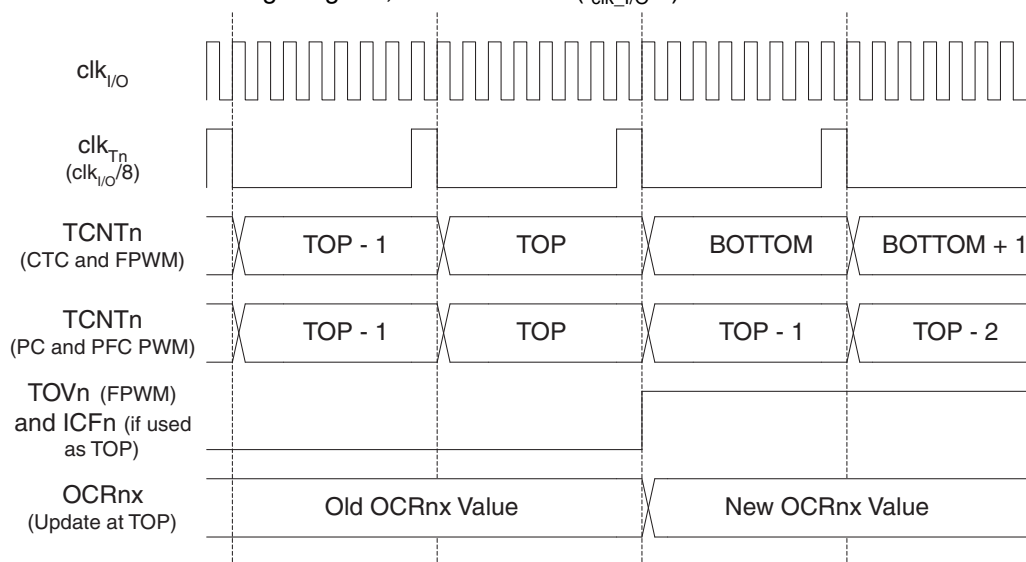 clk_I/O
clk_I/O
clk_Tn
(clk_I/O/8)
TCNTn
(CTC and FPWM)
TOP - 1
TOP
BOTTOM
BOTTOM + 1
TCNTn
(PC and PFC PWM)
TOP - 1
TOP
TOP - 1
TOP - 2
TOVn (FPWM)
and ICFn (if used
as TOP)
OCRnx
(Update at TOP)
Old OCRnx Value
New OCRnx Value